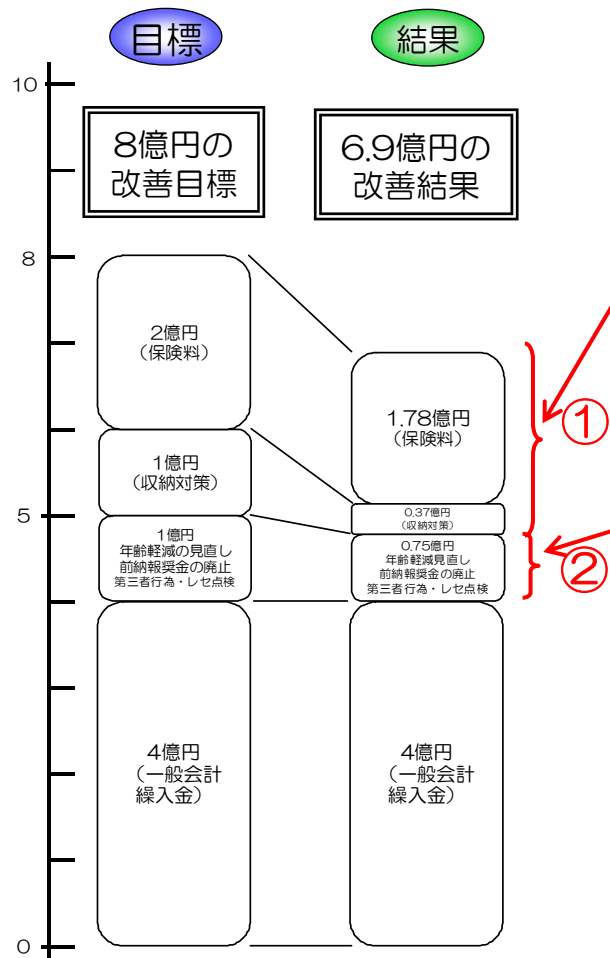 目標
結果
10
8億円の
改善目標
6.9億円の
改善結果
8
2億円
（保険料）
1.78億円
（保険料）
①
1億円
（収納対策）
0.37億円
（収納対策）
5
1億円
年齢軽減の見直し
前納報奨金の廃止
第三者行為・レセ点検
0.75億円
年齢軽減見直し
前納報奨金の廃止
第三者行為・レセ点検
②
4億円
（一般会計
繰入金）
4億円
（一般会計
繰入金）
0